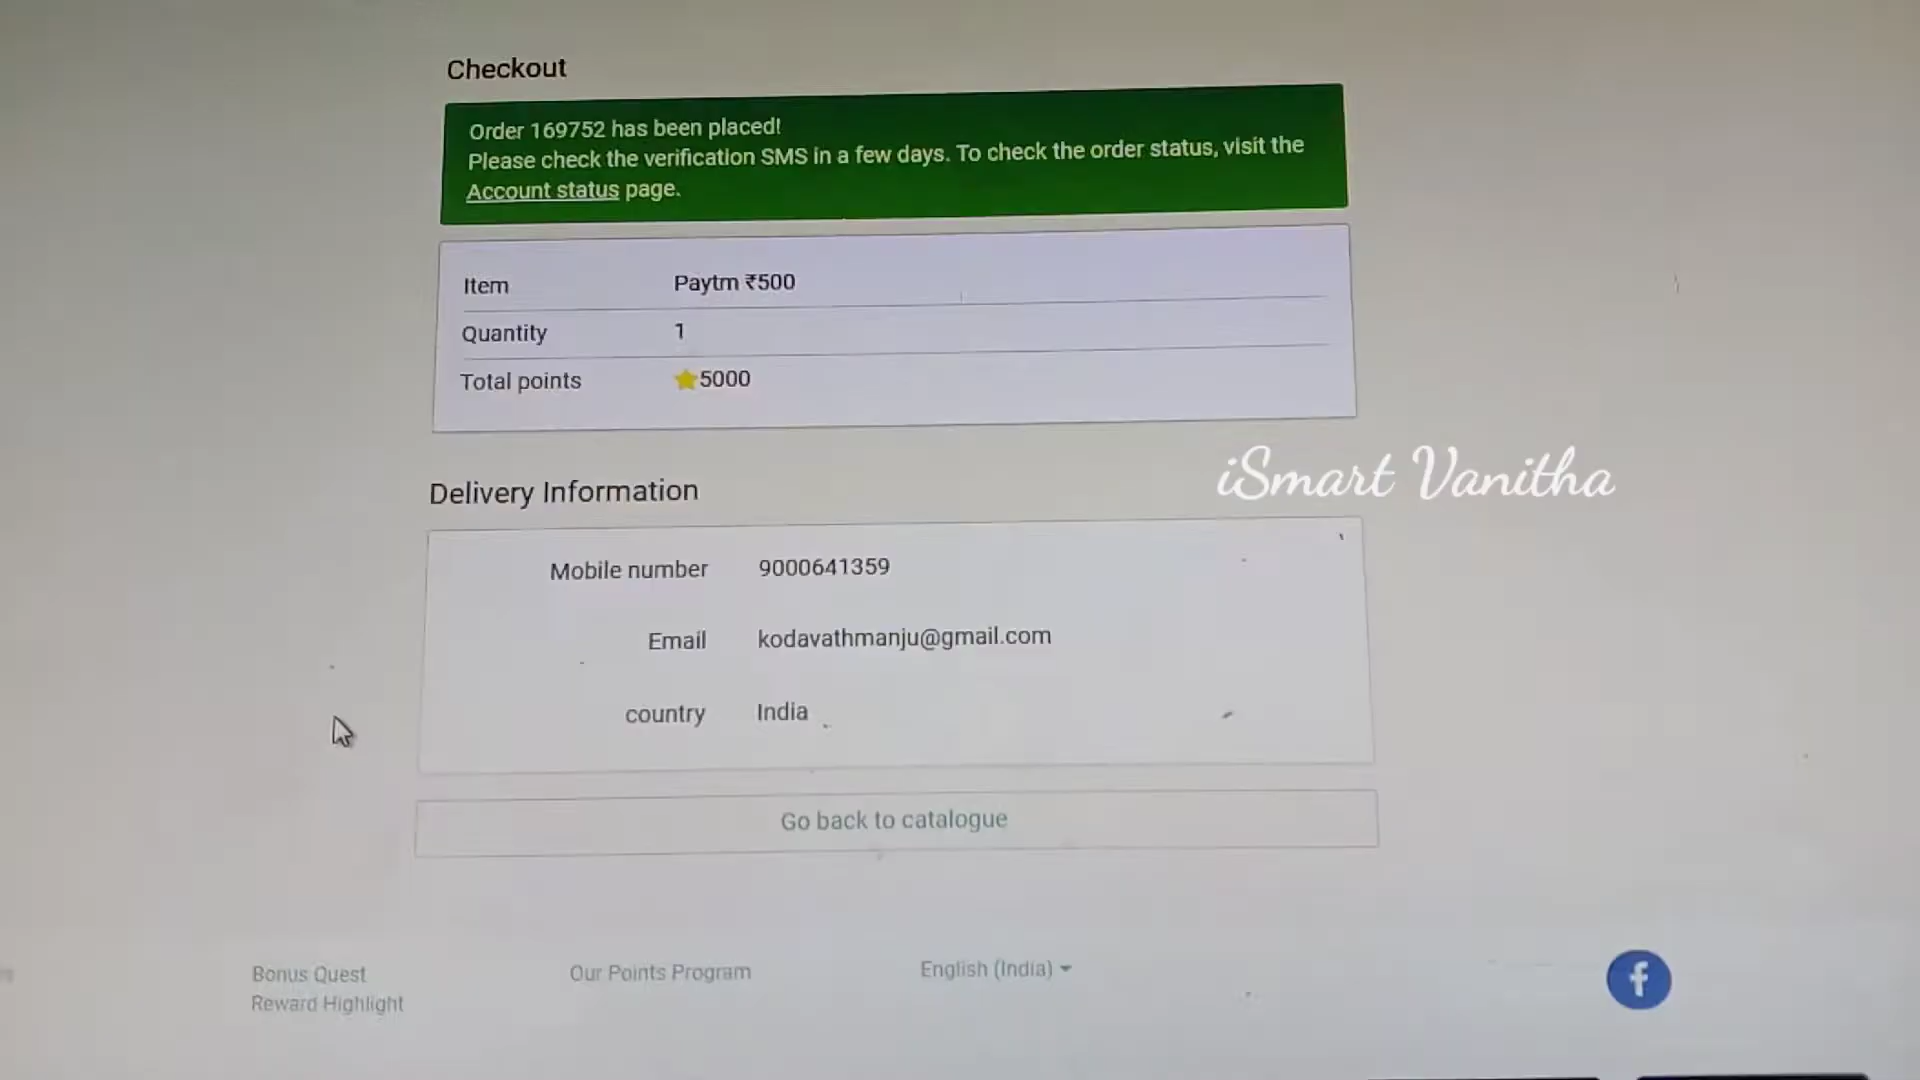 Checkout
Order 169752 has been placed!
Please check the verification SMS in a few days. To check the order status, visit the
Account status page.
Item Paytm ₹500
Quantity 1
Total points 5000
iSmart Vanitha
Delivery Information
Mobile number 9000641359
Email kodavathmanju@gmail.com
country India
Go back to catalogue
Bonus Quest Our Points Program English (India)
Reward Highlight